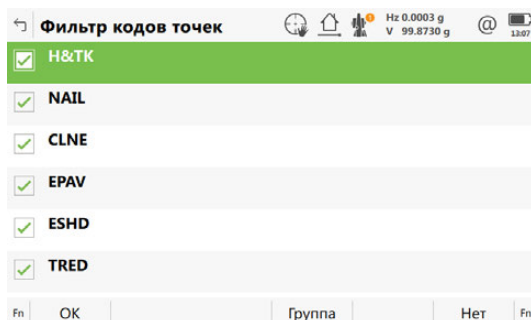 Фильтр кодов точек
Hz 0.0003 g
V 99.8730 g
@
13:07
H&TK
NAIL
CLNE
EPAV
ESHD
TRED
Fn OK Группа Нет Fn